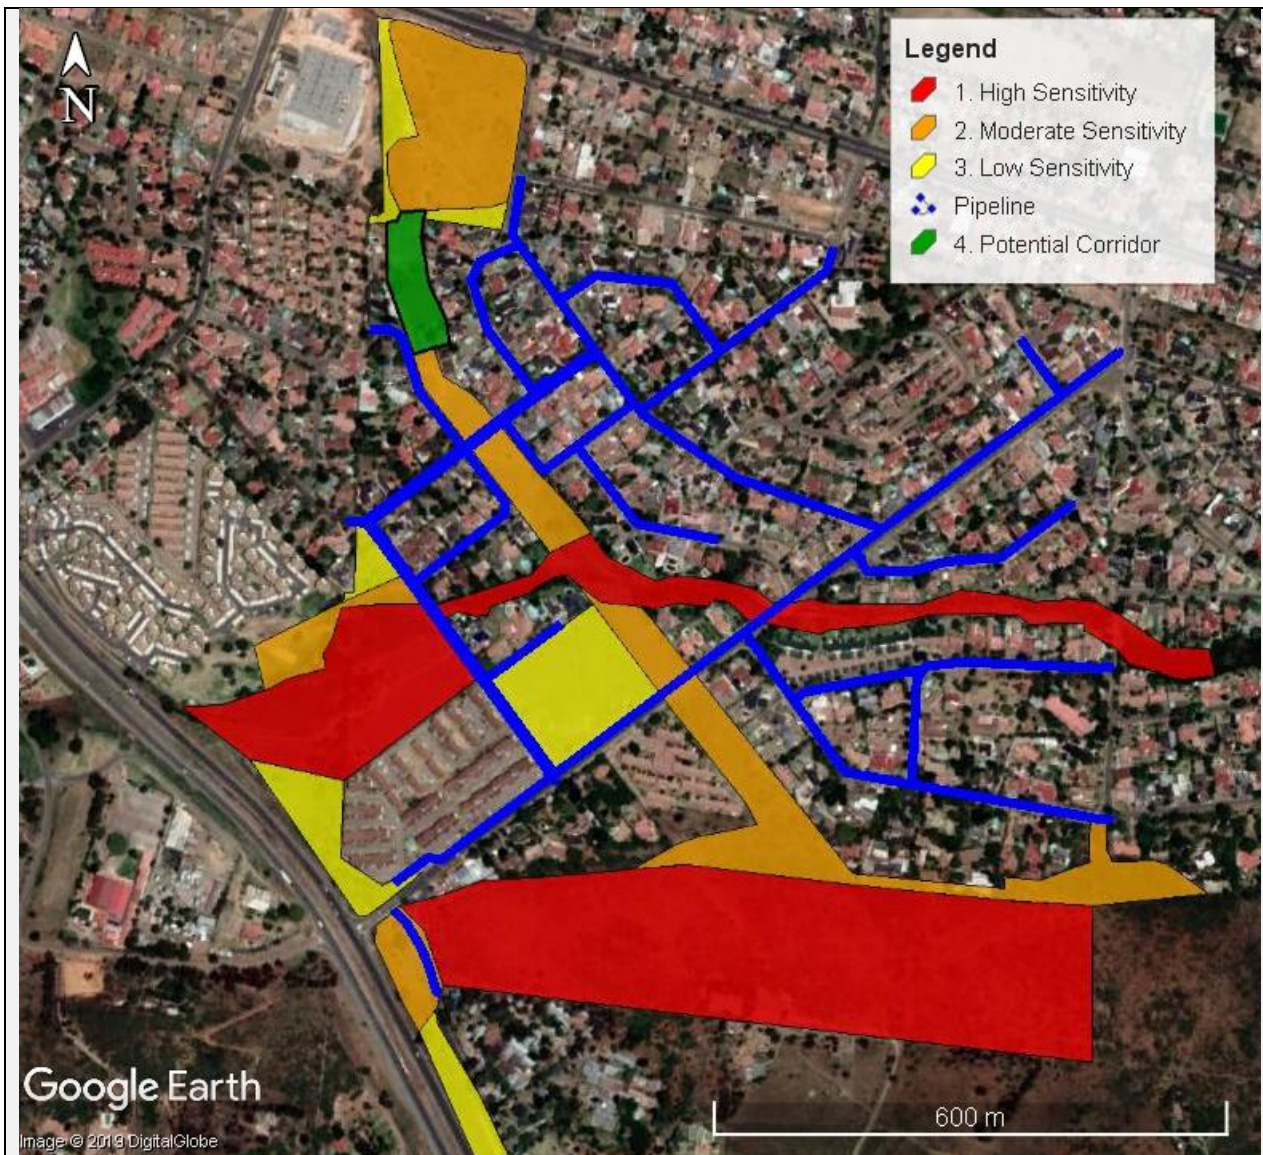 N
Legend
1. High Sensitivity
2. Moderate Sensitivity
3. Low Sensitivity
Pipeline
4. Potential Corridor
Google Earth
600 m
Image © 2019 DigitalGlobe